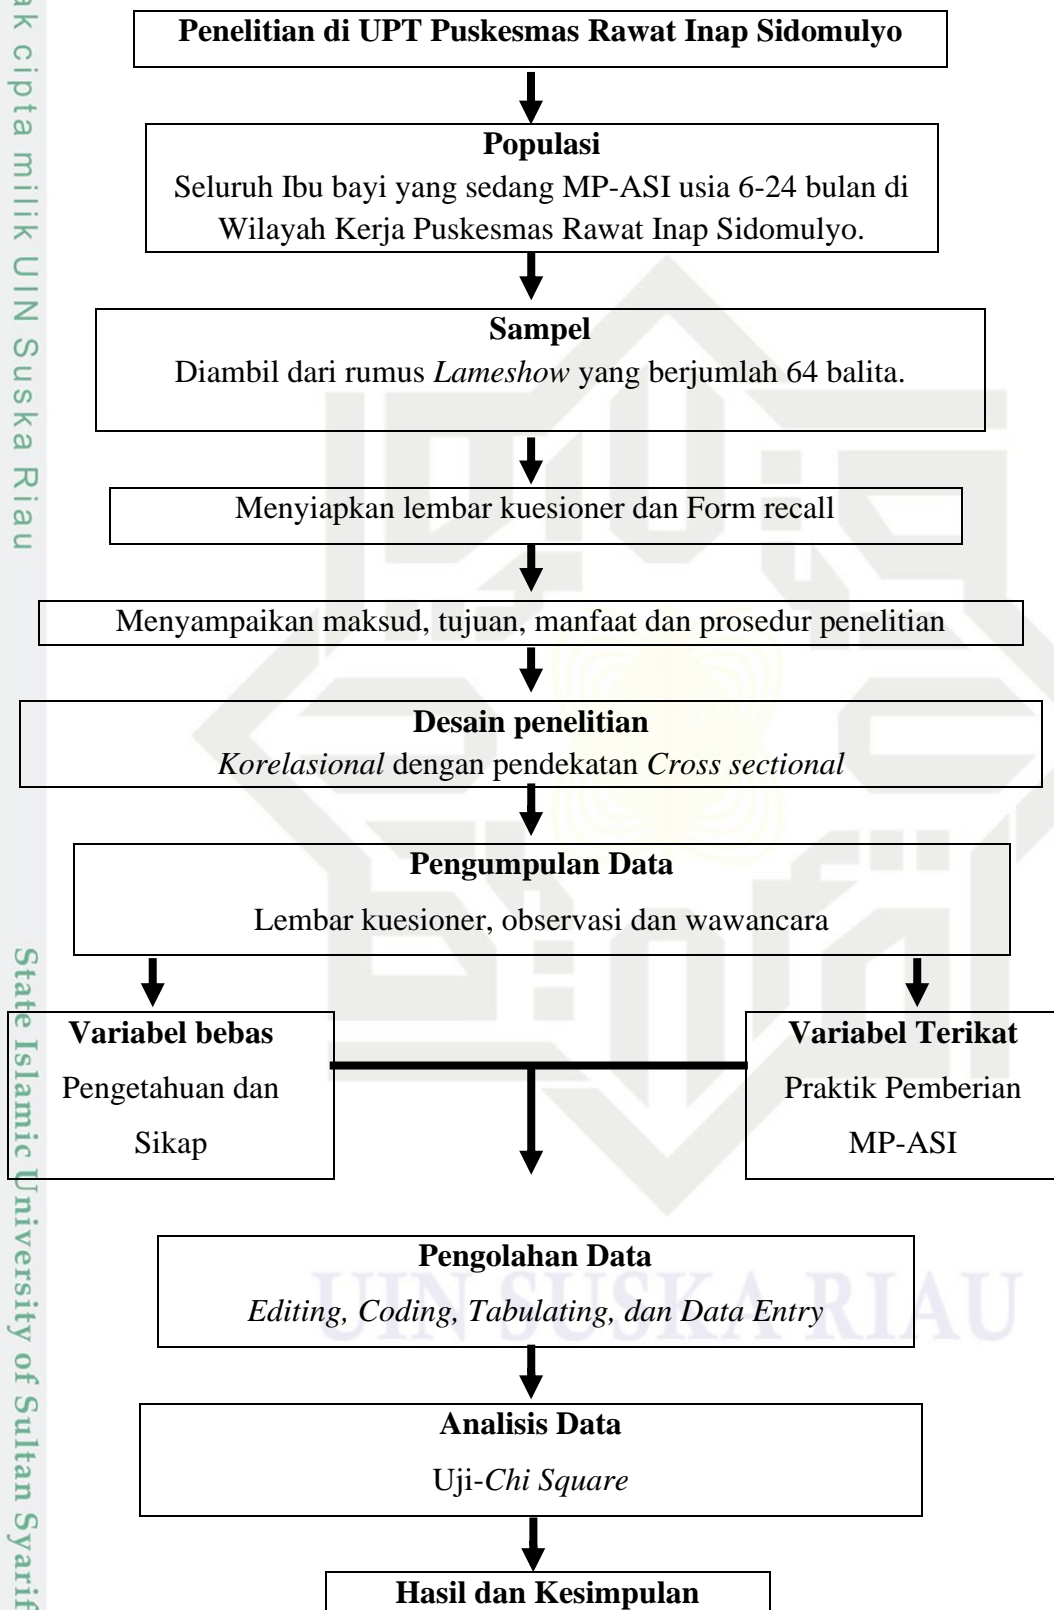 Penelitian di UPT Puskesmas Rawat Inap Sidomulyo
Populasi
Seluruh Ibu bayi yang sedang MP-ASI usia 6-24 bulan di
Wilayah Kerja Puskesmas Rawat Inap Sidomulyo.
Sampel
Diambil dari rumus Lameshow yang berjumlah 64 balita.
Menyiapkan lembar kuesioner dan Form recall
Menyampaikan maksud, tujuan, manfaat dan prosedur penelitian
Desain penelitian
Korelasional dengan pendekatan Cross sectional
Pengumpulan Data
Lembar kuesioner, observasi dan wawancara
Variabel bebas
Pengetahuan dan
Sikap
Variabel Terikat
Praktik Pemberian
MP-ASI
Pengolahan Data
Editing, Coding, Tabulating, dan Data Entry
UIN SUSKA RIAU
Analisis Data
Uji-Chi Square
Hasil dan Kesimpulan
cipta milik UIN Suska Riau
State Islamic University of Sultan Syarif